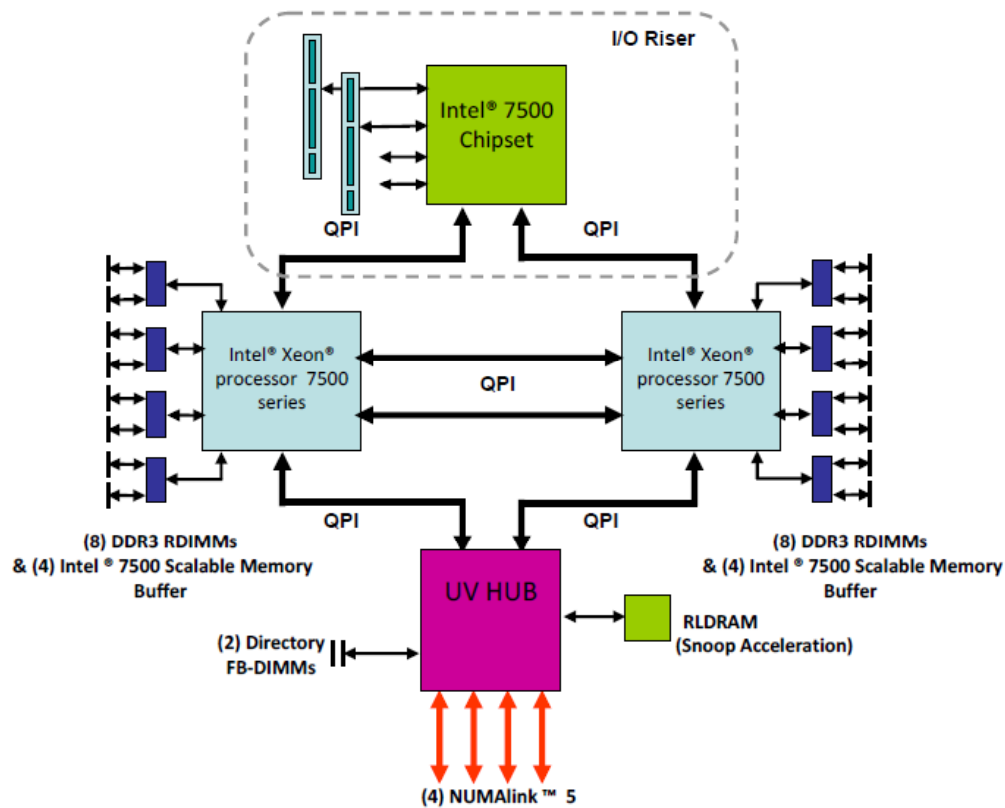 I/O Riser
Intel® 7500
Chipset
QPI
QPI
Intel® Xeon®
processor 7500
series
QPI
Intel® Xeon®
processor 7500
series
QPI
QPI
(8) DDR3 RDIMMs
& (4) Intel ® 7500 Scalable Memory
Buffer
(8) DDR3 RDIMMs
& (4) Intel ® 7500 Scalable Memory
Buffer
UV HUB
(2) Directory
FB-DIMMs
RLDRAM
(Snoop Acceleration)
(4) NUMAlink ™ 5